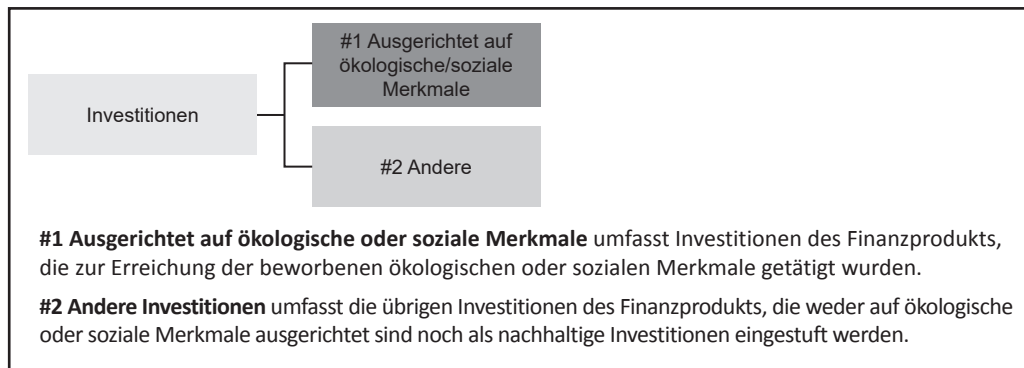 #1 Ausgerichtet auf
ökologische/soziale
Merkmale
Investitionen
#2 Andere
#1 Ausgerichtet auf ökologische oder soziale Merkmale umfasst Investitionen des Finanzprodukts,
die zur Erreichung der beworbenen ökologischen oder sozialen Merkmale getätigt wurden.
#2 Andere Investitionen umfasst die übrigen Investitionen des Finanzprodukts, die weder auf ökologische
oder soziale Merkmale ausgerichtet sind noch als nachhaltige Investitionen eingestuft werden.